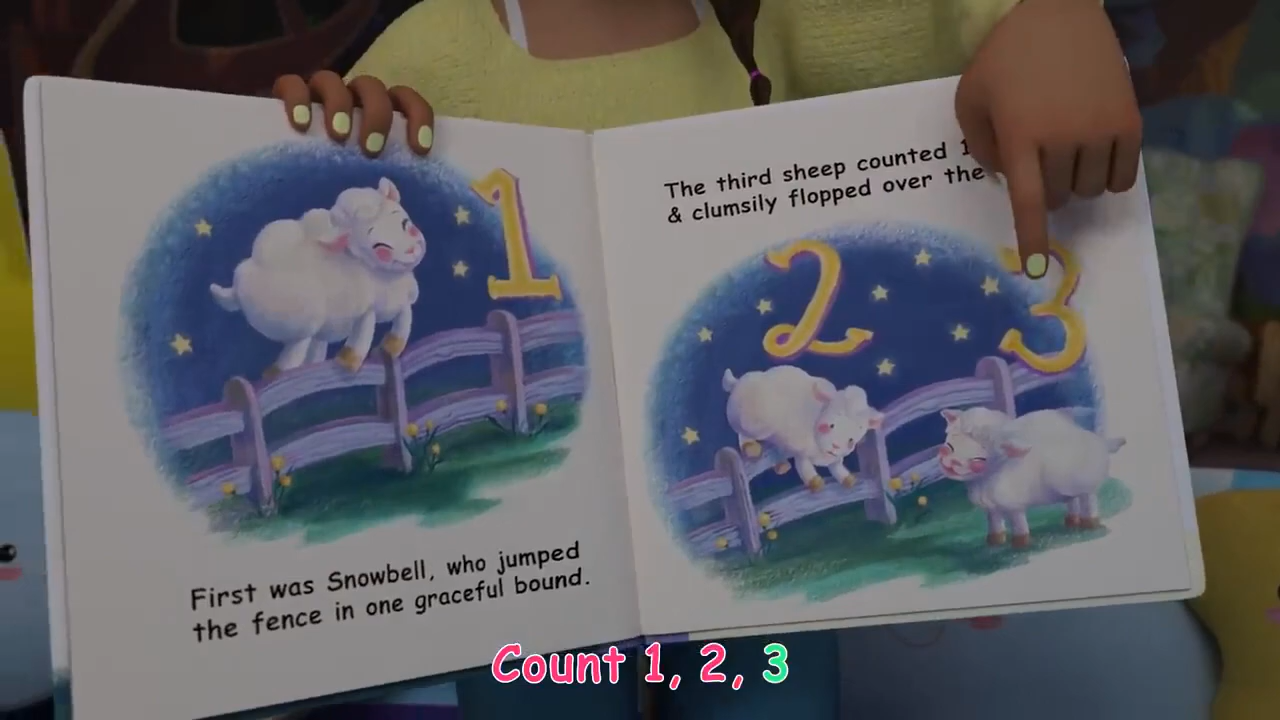 1
First was Snowbell, who jumped
the fence in one graceful bound.
The third sheep counted 1
& clumsily flopped over the
2 3
Count 1, 2, 3